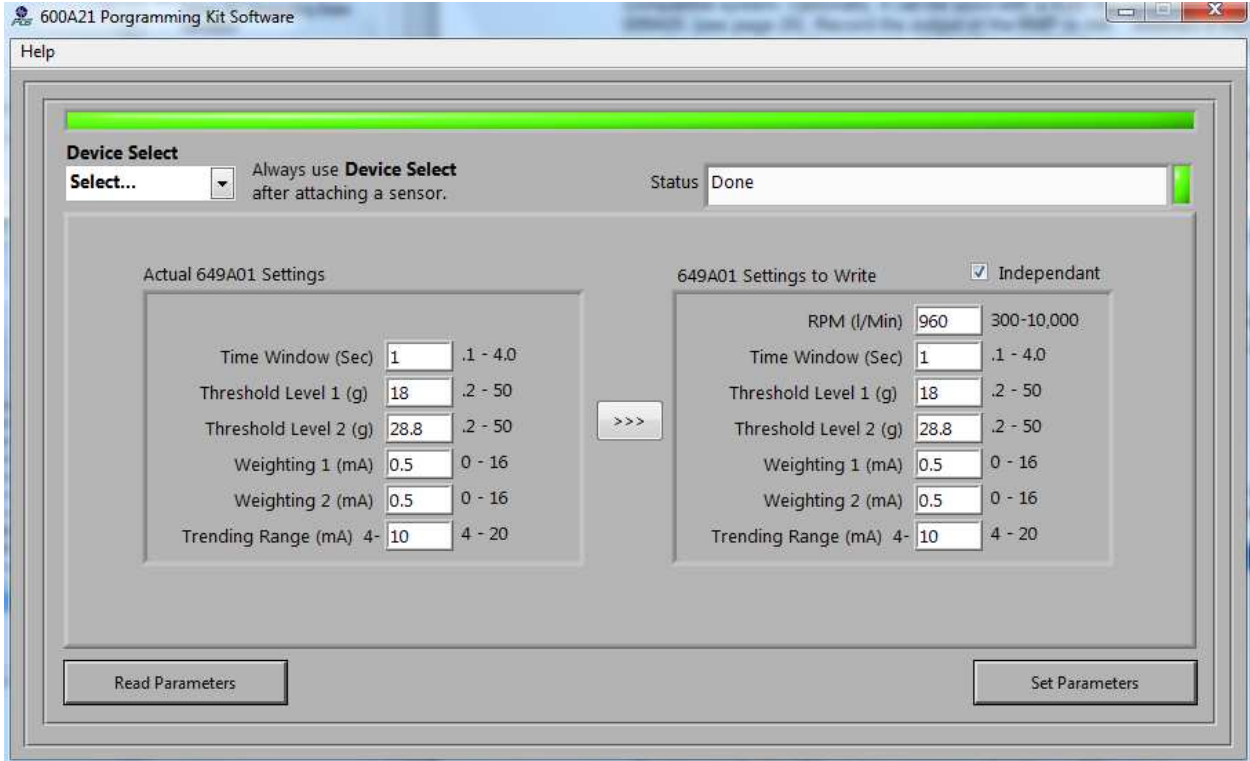 600A21 Porgramming Kit Software
Help
Device Select
Select...
Always use Device Select
after attaching a sensor.
Status Done
Actual 649A01 Settings
Time Window (Sec) 1 .1 - 4.0
Threshold Level 1 (g) 18 .2 - 50
Threshold Level 2 (g) 28.8 .2 - 50
Weighting 1 (mA) 0.5 0 - 16
Weighting 2 (mA) 0.5 0 - 16
Trending Range (mA) 4- 10 4 - 20
>>>
649A01 Settings to Write Independant
RPM (l/Min) 960 300-10,000
Time Window (Sec) 1 .1 - 4.0
Threshold Level 1 (g) 18 .2 - 50
Threshold Level 2 (g) 28.8 .2 - 50
Weighting 1 (mA) 0.5 0 - 16
Weighting 2 (mA) 0.5 0 - 16
Trending Range (mA) 4- 10 4 - 20
Read Parameters
Set Parameters